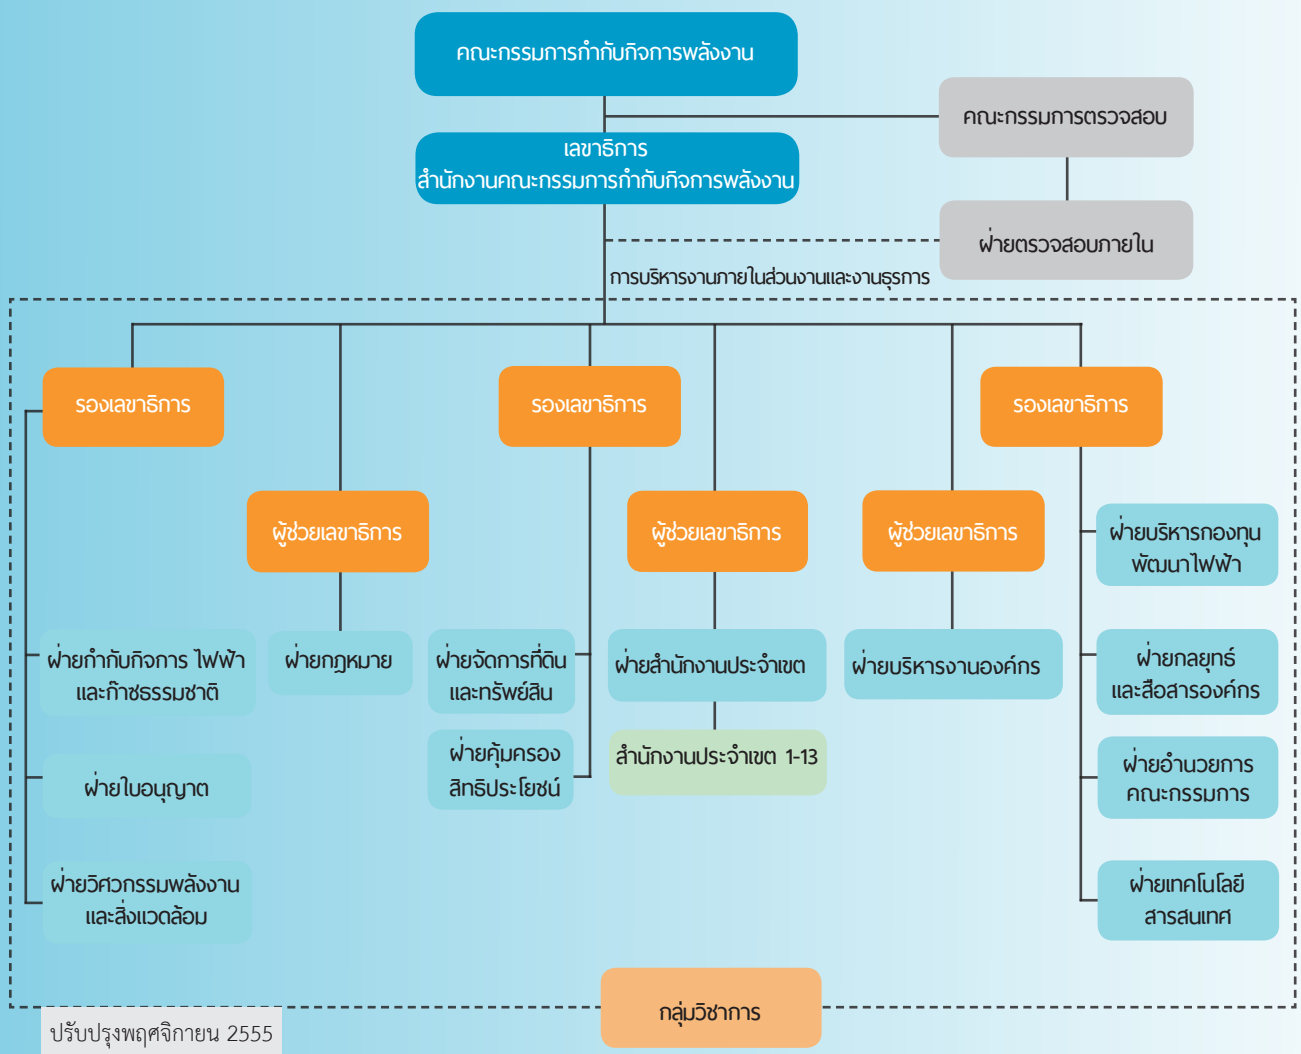 คณะกรรมการกำกับกิจการพลังงาน
คณะกรรมการตรวจสอบ
เลขาธิการ
สำนักงานคณะกรรมการกำกับกิจการพลังงาน
ฝ่ายตรวจสอบภายใน
การบริหารงานภายในส่วนงานและงานธุรการ
รองเลขาธิการ
รองเลขาธิการ
รองเลขาธิการ
ผู้ช่วยเลขาธิการ
ผู้ช่วยเลขาธิการ
ผู้ช่วยเลขาธิการ
ฝ่ายบริหารกองทุน
พัฒนาไฟฟ้า
ฝ่ายกำกับกิจการ ไฟฟ้า
และก๊าซธรรมชาติ
ฝ่ายกฎหมาย
ฝ่ายจัดการที่ดิน
และทรัพย์สิน
ฝ่ายสำนักงานประจำเขต
ฝ่ายบริหารงานองค์กร
ฝ่ายกลยุทธ์
และสื่อสารองค์กร
ฝ่ายใบอนุญาต
ฝ่ายคุ้มครอง
สิทธิประโยชน์
สำนักงานประจำเขต 1-13
ฝ่ายอำนวยการ
คณะกรรมการ
ฝ่ายวิศวกรรมพลังงาน
และสิ่งแวดล้อม
ฝ่ายเทคโนโลยี
สารสนเทศ
กลุ่มวิชาการ
ปรับปรุงพฤศจิกายน 2555